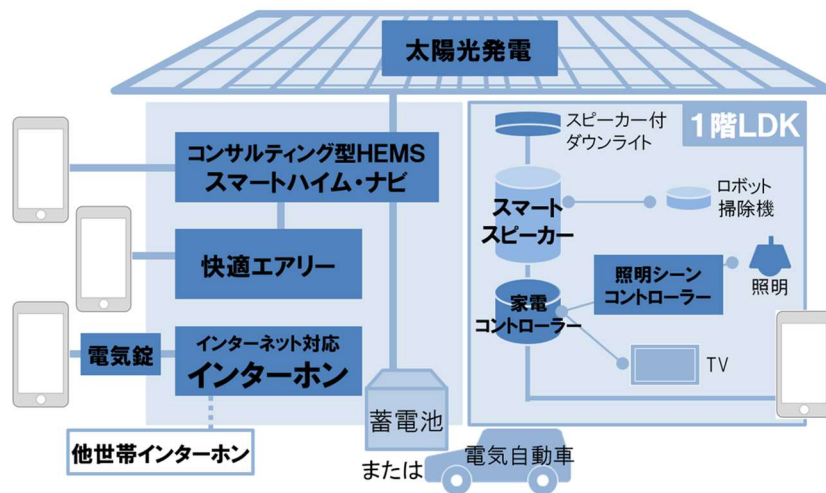 太陽光発電
コンサルティング型HEMS
スマートハイム・ナビ
快適エアリー
電気錠
インターネット対応
インターホン
他世帯インターホン
蓄電池
または
電気自動車
1階LDK
スピーカー付
ダウンライト
スマート
スピーカー
ロボット
掃除機
家電
コントローラー
照明シーン
コントローラー
照明
TV